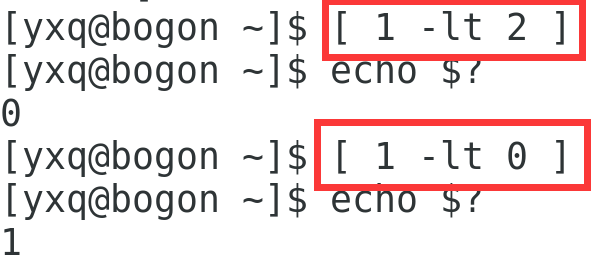 [yxq@bogon ~]$ [ 1 -lt 2 ]
[yxq@bogon ~]$ echo $?
0
[yxq@bogon ~]$ [ 1 -lt 0 ]
[yxq@bogon ~]$ echo $?
1